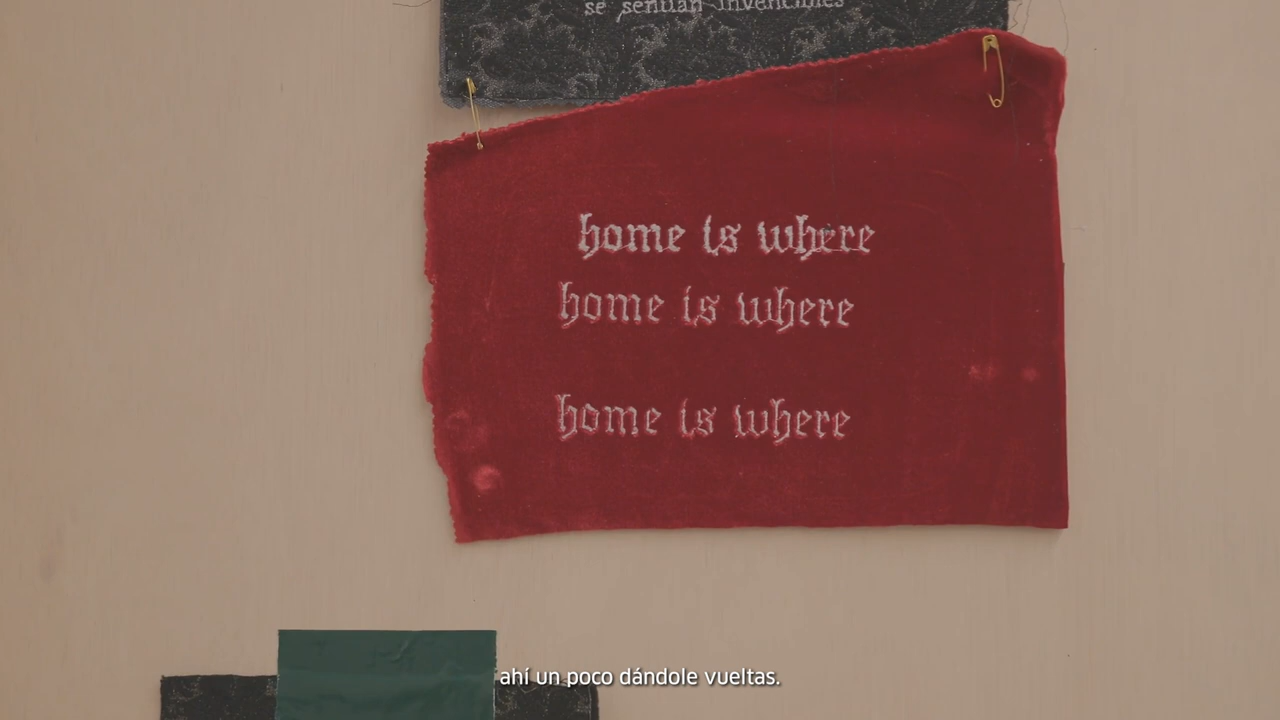 se sentían invencibles
home is where
home is where
home is where
ahí un poco dándole vueltas.